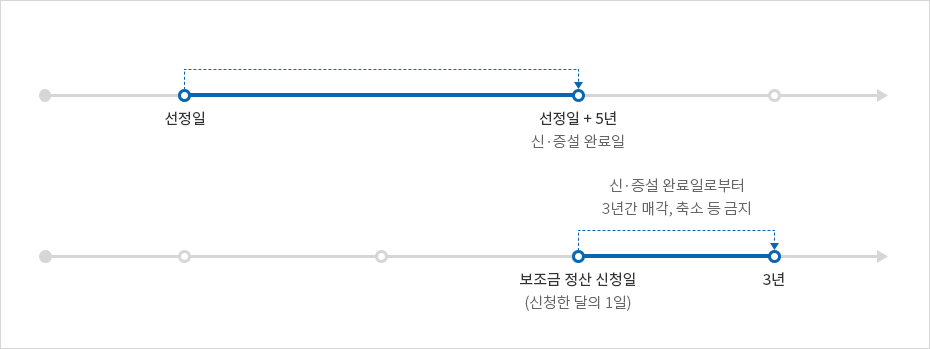 선정일
선정일 + 5년
신·증설 완료일
신·증설 완료일로부터
3년간 매각, 축소 등 금지
보조금 정산 신청일
(신청한 달의 1일)
3년